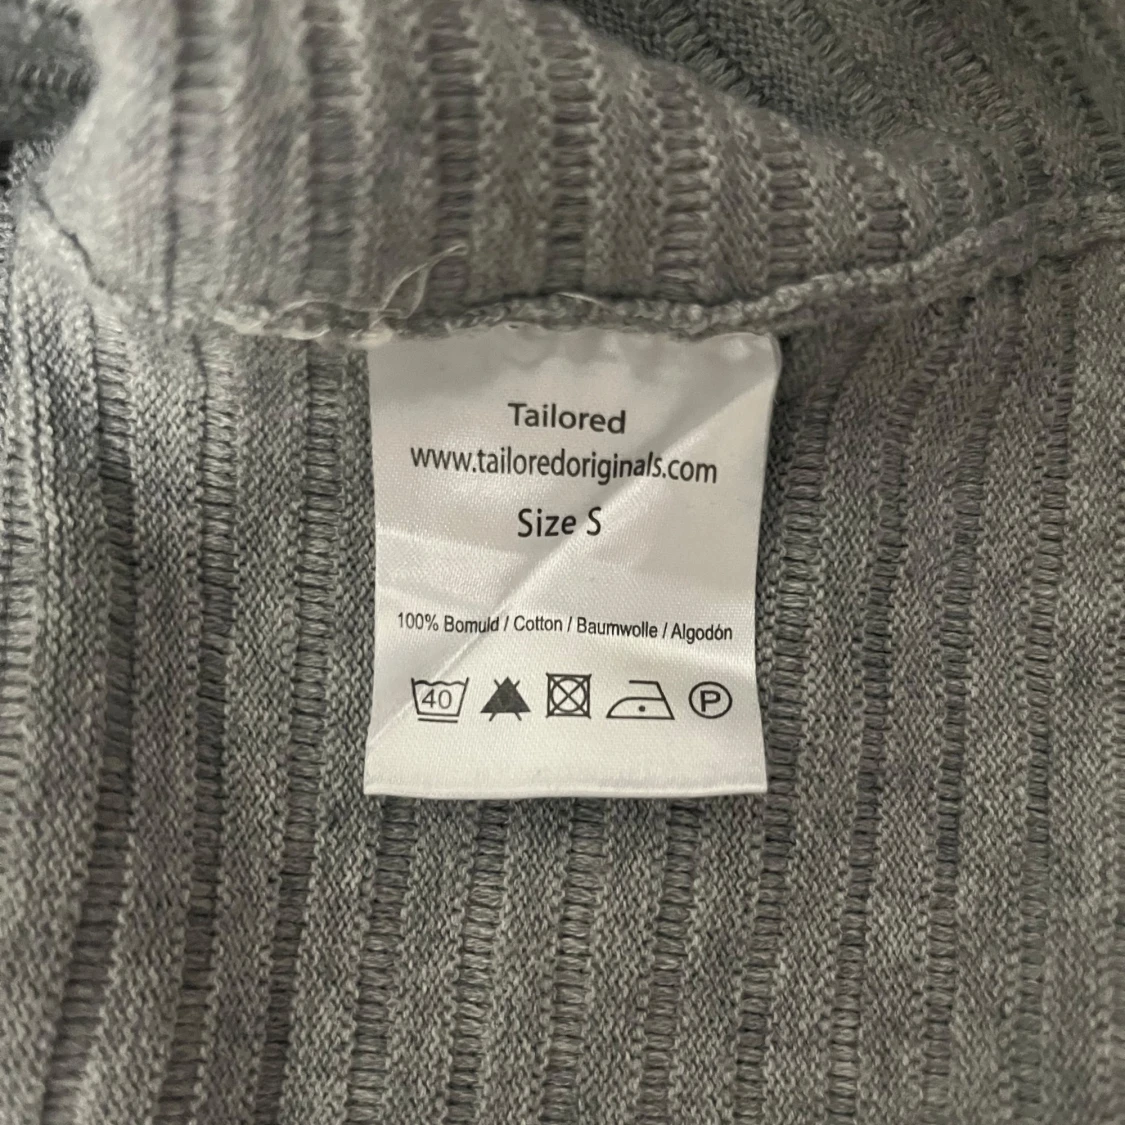 Tailored
www.tailoredoriginals.com
Size S
100% Bomuld / Cotton / Baumwolle / Algodón
40 P